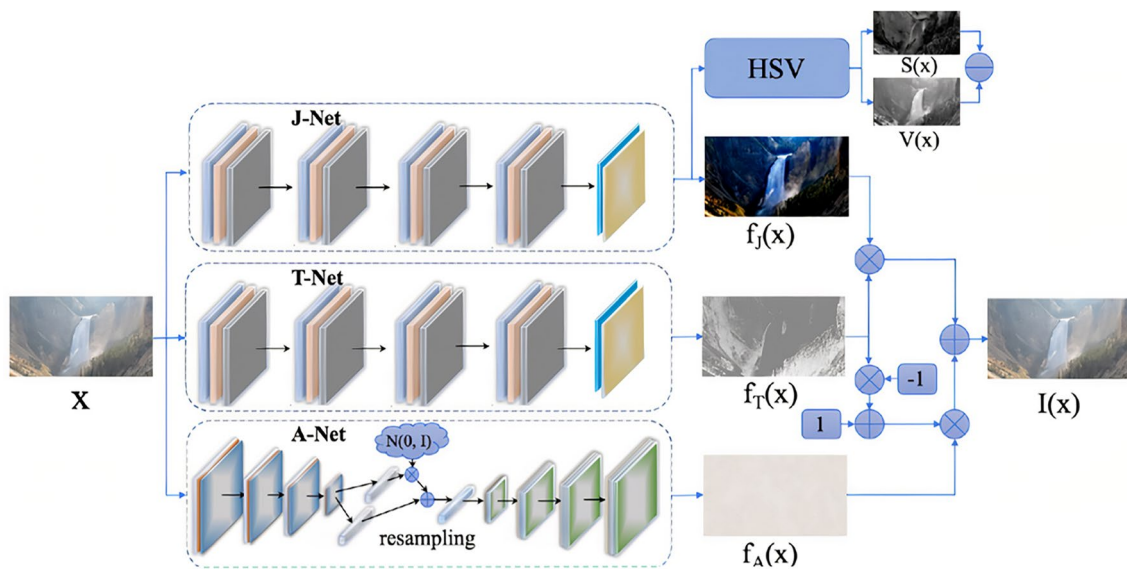 HSV
S(x)
V(x)
J-Net
f_J(x)
T-Net
X
f_T(x)
-1
1
I(x)
A-Net
N(0, I)
resampling
f_A(x)